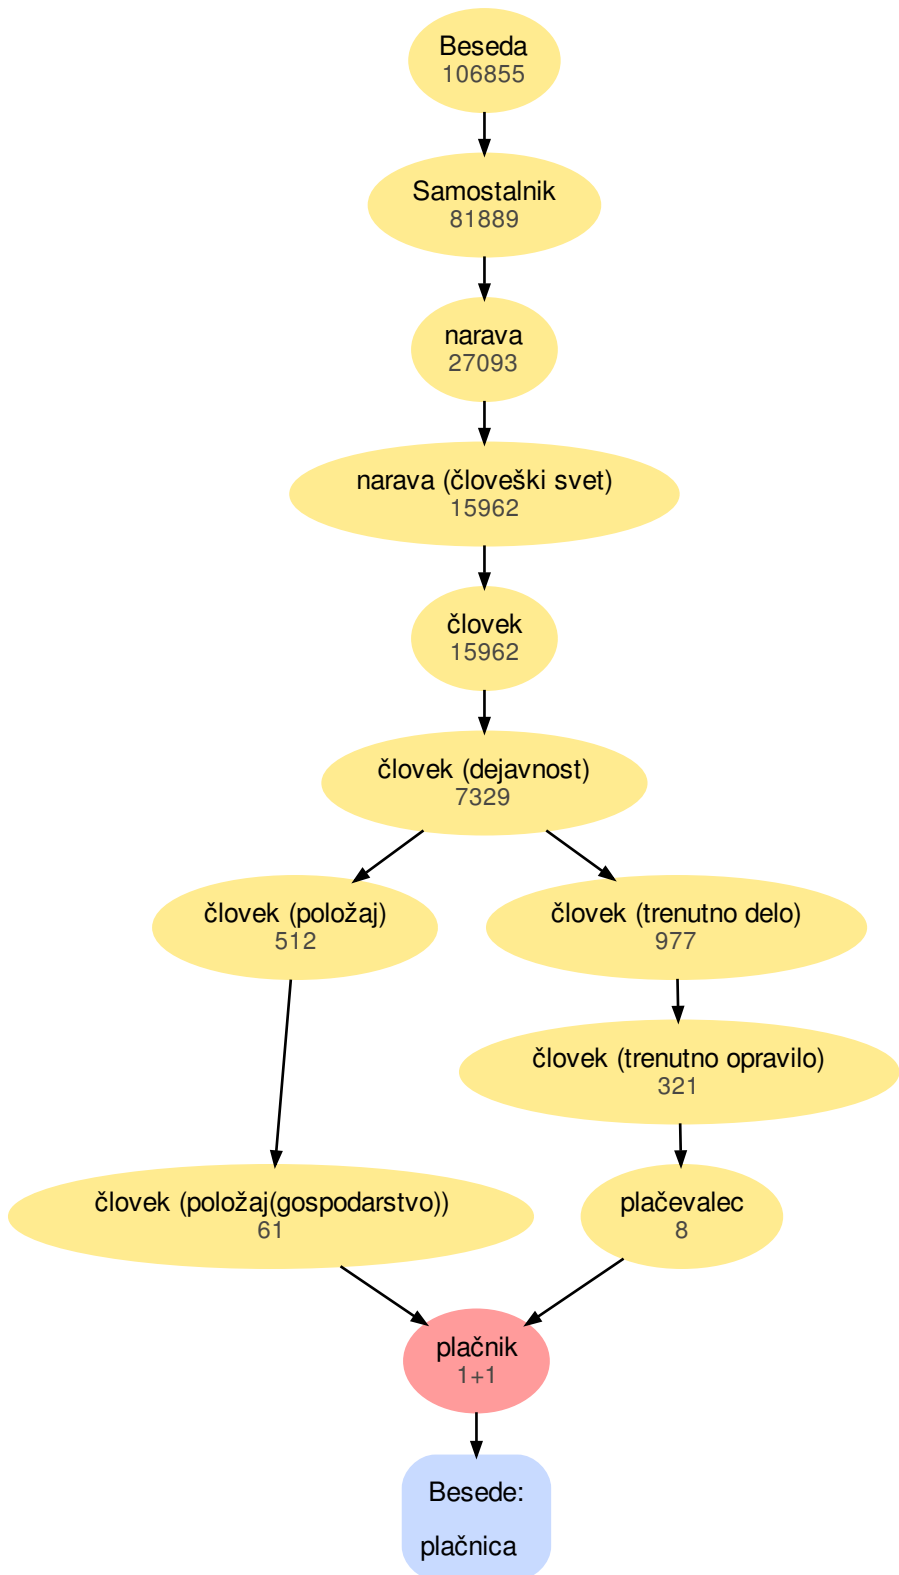 Beseda
106855
Samostalnik
81889
narava
27093
narava (človeški svet)
15962
človek
15962
človek (dejavnost)
7329
človek (položaj)
512
človek (trenutno delo)
977
človek (trenutno opravilo)
321
človek (položaj(gospodarstvo))
61
plačevalec
8
plačnik
1+1
Besede:
plačnica